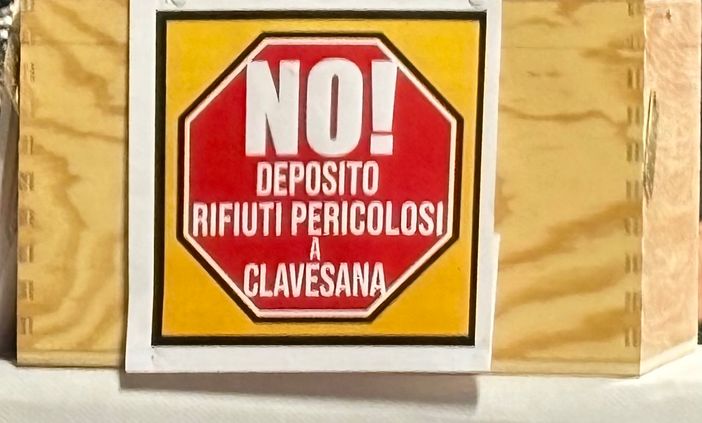 NO!
DEPOSITO
RIFIUTI PERICOLOSI
A
CLAVESANA